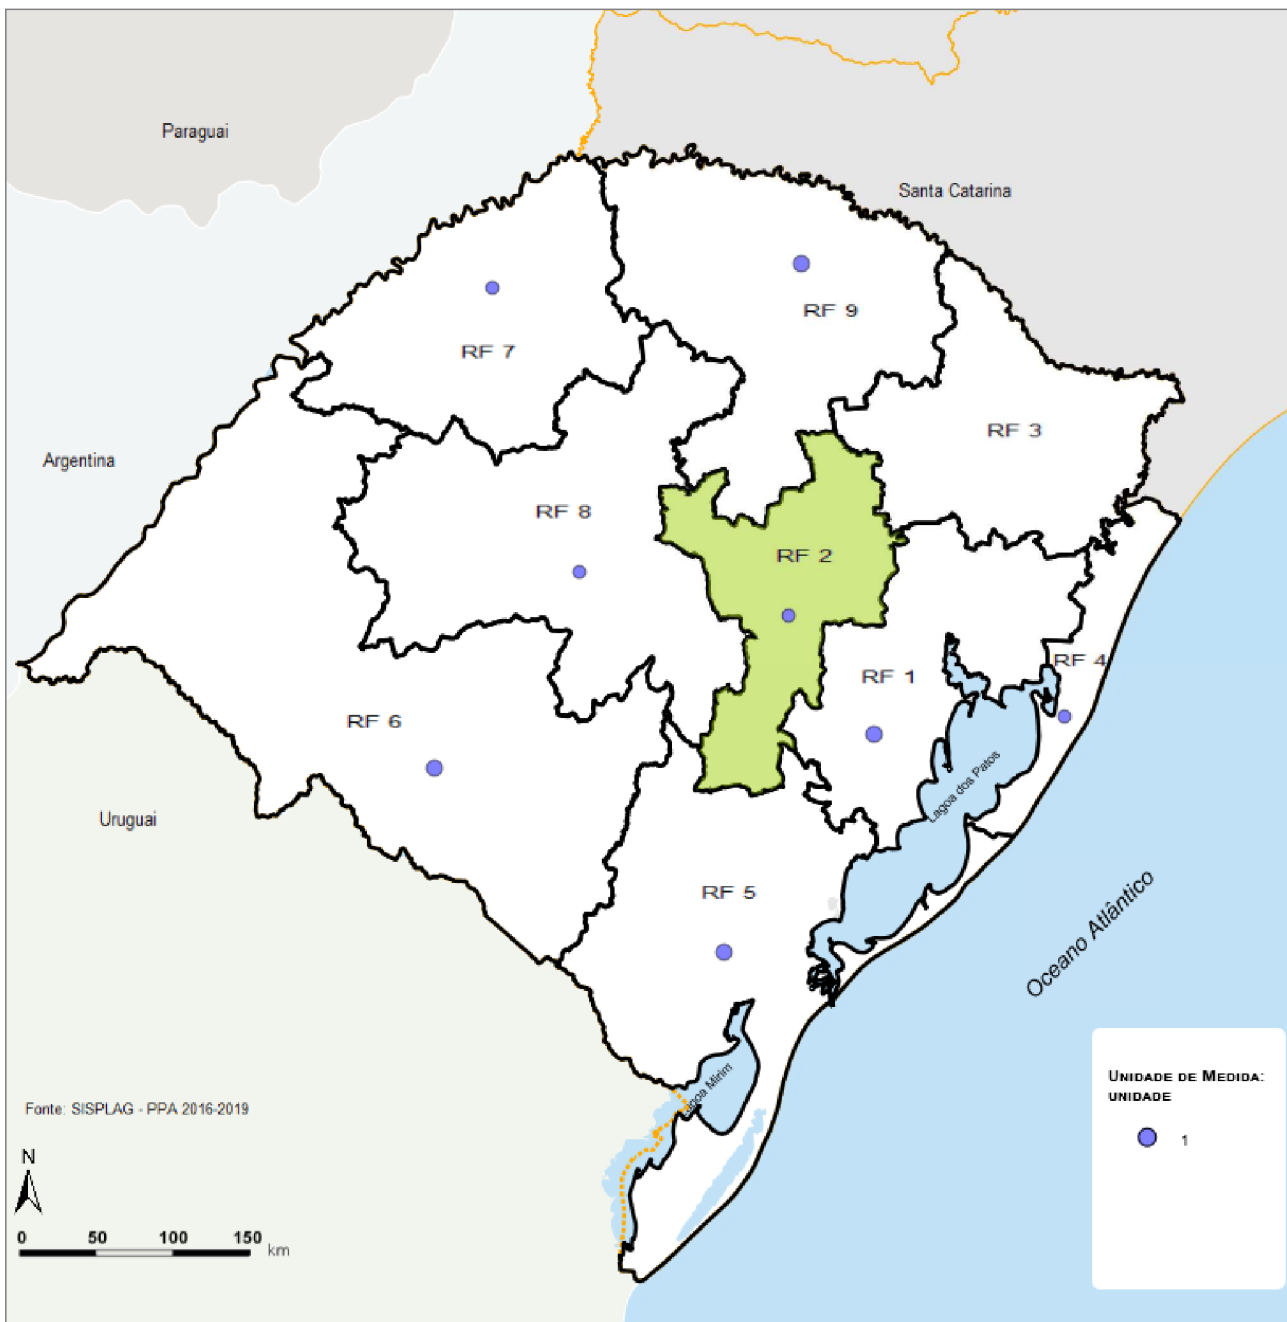 Paraguai
Santa Catarina
RF 9
RF 7
RF 3
Argentina
RF 8
RF 2
RF 4
RF 1
RF 6
Lagoa dos Patos
Uruguai
RF 5
Oceano Atlântico
Lagoa Mirim
UNIDADE DE MEDIDA:
UNIDADE
1
Fonte: SISPLAG - PPA 2016-2019
N
0 50 100 150 km